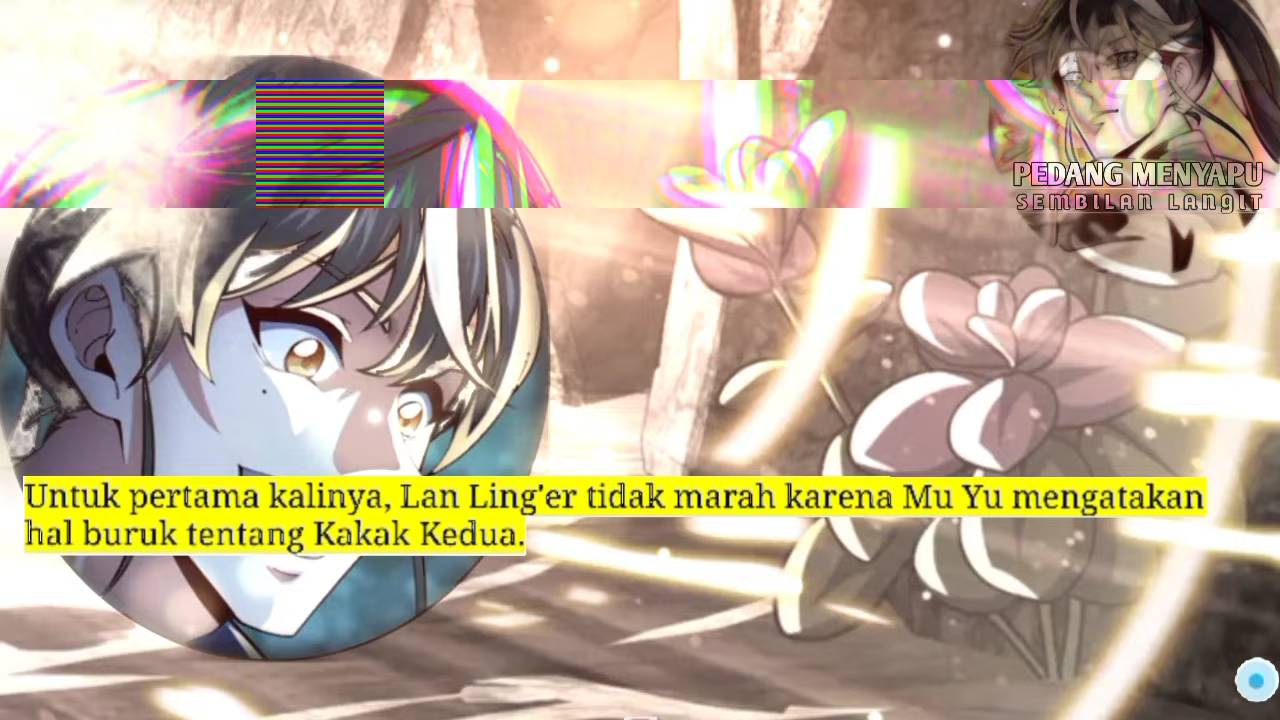 PEDANG MENYAPU
SEMBILAN LANGIT
Untuk pertama kalinya, Lan Ling'er tidak marah karena Mu Yu mengatakan
hal buruk tentang Kakak Kedua.